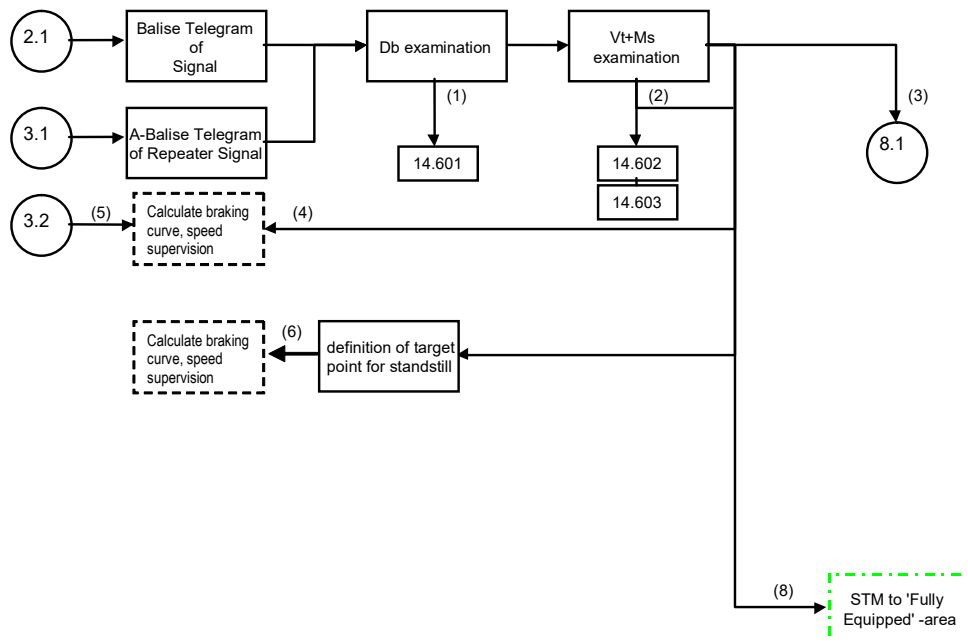 2.1
Balise Telegram
of
Signal
Db examination
Vt+Ms
examination
(1)
(2)
(3)
3.1
A-Balise Telegram
of Repeater Signal
14.601
14.602
14.603
8.1
3.2
(5)
Calculate braking
curve, speed
supervision
(4)
Calculate braking
curve, speed
supervision
(6)
definition of target
point for standstill
(8)
STM to 'Fully
Equipped' -area